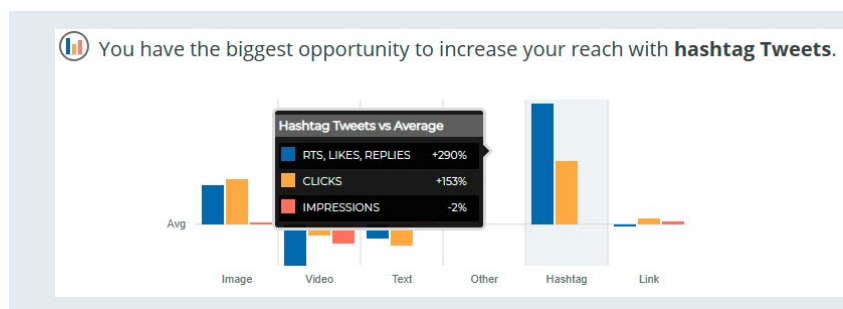 You have the biggest opportunity to increase your reach with hashtag Tweets.
Hashtag Tweets vs Average
RTS, LIKES, REPLIES +290%
CLICKS +153%
IMPRESSIONS -2%
Avg
Image Video Text Other Hashtag Link